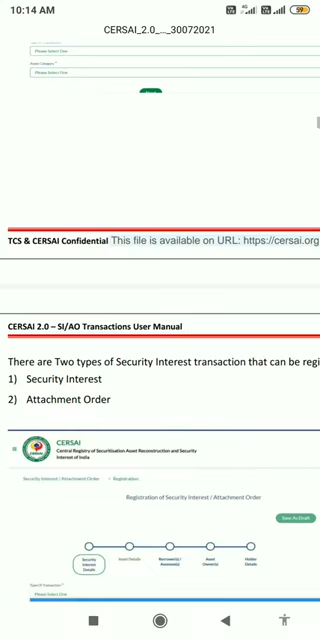 10:14 AM
4G
59
CERSAI_2.0_..._30072021
Please Select One
Asset Category *
Please Select One
TCS & CERSAI Confidential This file is available on URL: https://cersai.org
CERSAI 2.0 – SI/AO Transactions User Manual
There are Two types of Security Interest transaction that can be regi
1) Security Interest
2) Attachment Order
CERSAI
Central Registry of Securitisation Asset Reconstruction and Security
Interest of India
Security Interest / Attachment Order > Registration
Registration of Security Interest / Attachment Order
Save As Draft
Security Interest Details
Asset Details
Borrower(s) / Assessee(s)
Asset Owner(s)
Holder Details
Type Of Transaction *
Please Select One